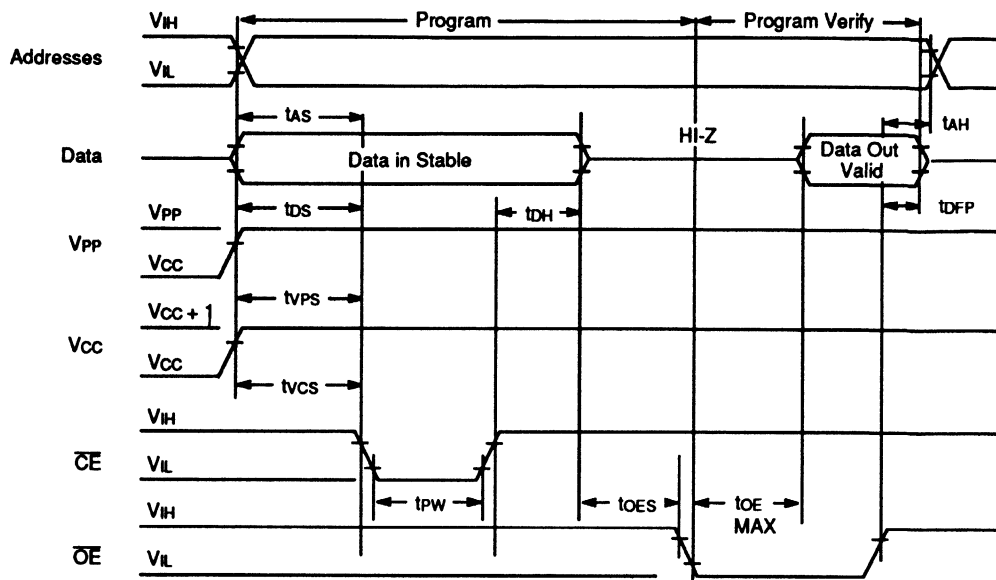 VIH Program Program Verify
Addresses
VIL
tAS tAH
HI-Z
Data Data in Stable Data Out Valid
VPP tDS tDH tDFP
VPP
VCC
tVPS
VCC + 1
VCC
VCC
tVCS
VIH
CE VIL
tPW tOES tOE MAX
VIH
OE VIL